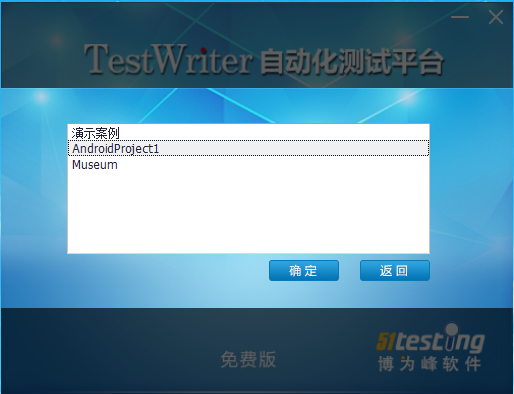 TestWriter 自动化测试平台
演示案例
AndroidProject1
Museum
确定 返回
免费版
51testing
博为峰软件